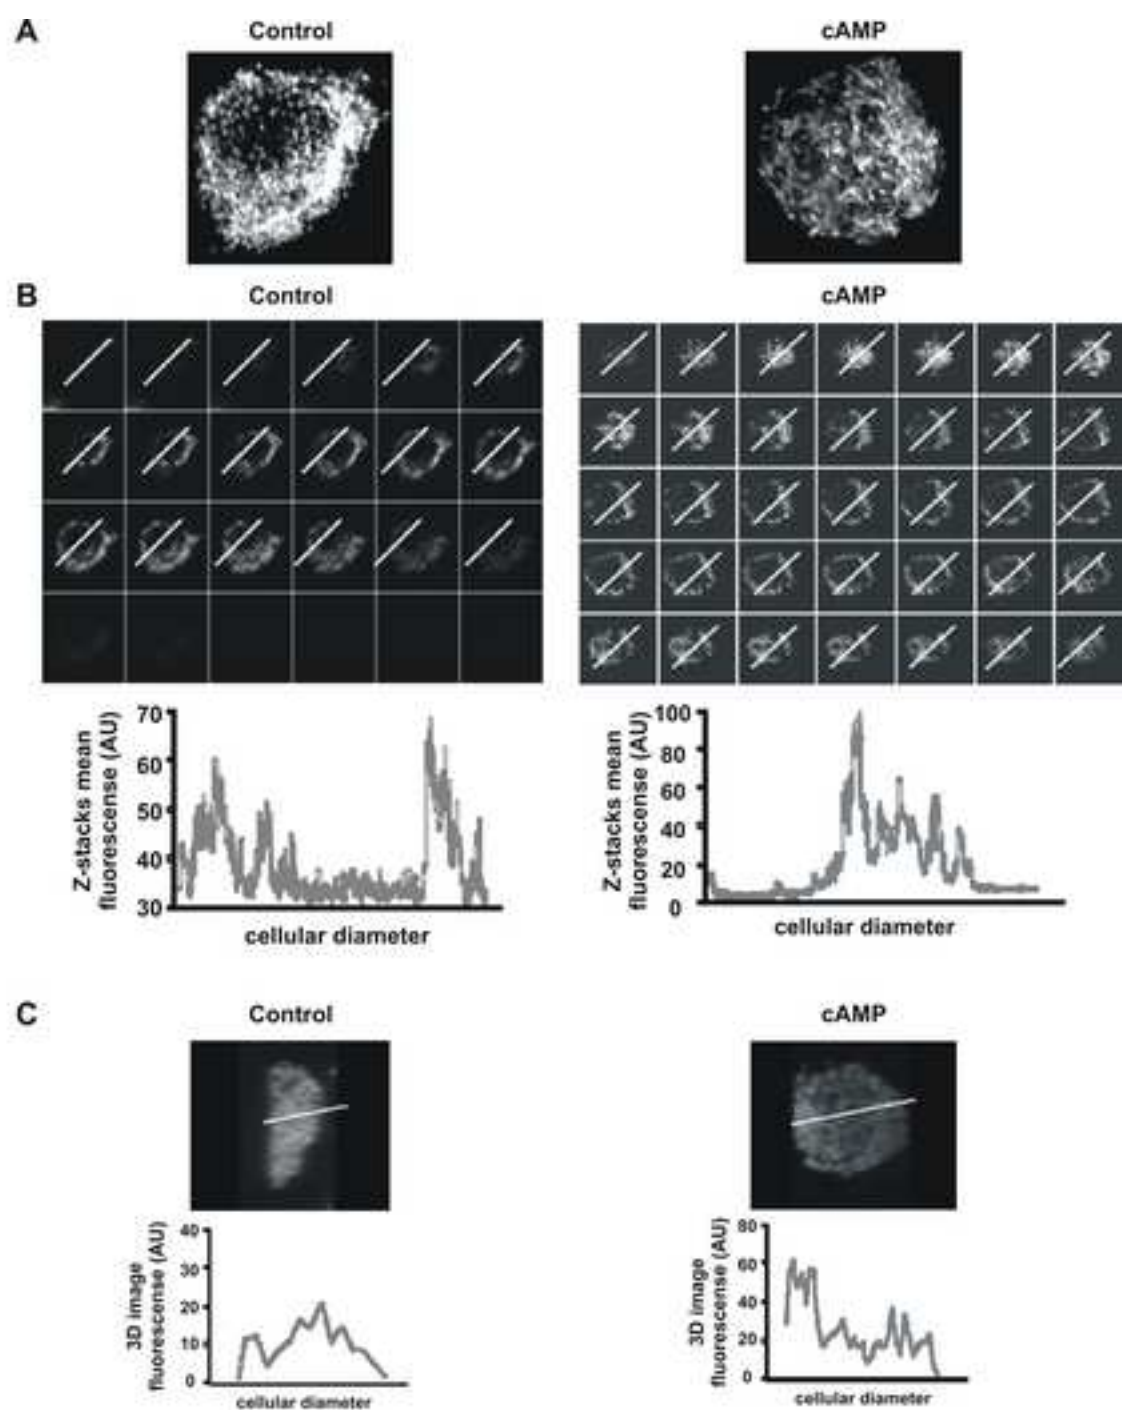 A
Control
cAMP
B
Control
cAMP
Z-stacks mean
fluorescense (AU)
70
60
50
40
30
cellular diameter
Z-stacks mean
fluorescense (AU)
100
80
60
40
20
0
cellular diameter
C
Control
cAMP
3D image
fluorescense (AU)
40
30
20
10
0
cellular diameter
3D image
fluorescense (AU)
80
60
40
20
0
cellular diameter